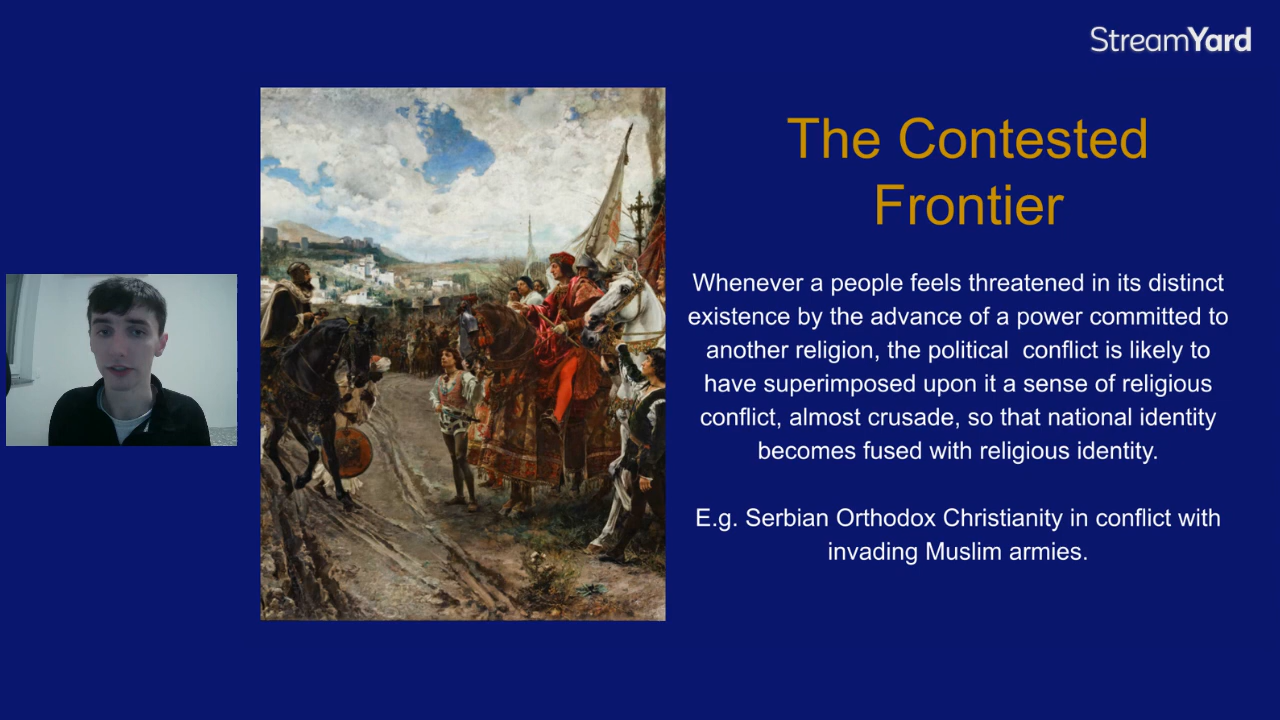 StreamYard
The Contested
Frontier
Whenever a people feels threatened in its distinct
existence by the advance of a power committed to
another religion, the political  conflict is likely to
have superimposed upon it a sense of religious
conflict, almost crusade, so that national identity
becomes fused with religious identity.
E.g. Serbian Orthodox Christianity in conflict with
invading Muslim armies.